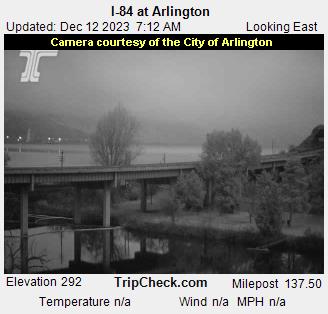 I-84 at Arlington
Updated: Dec 12 2023 7:12 AM Looking East
Camera courtesy of the City of Arlington
Elevation 292 TripCheck.com Milepost 137.50
Temperature n/a Wind n/a MPH n/a